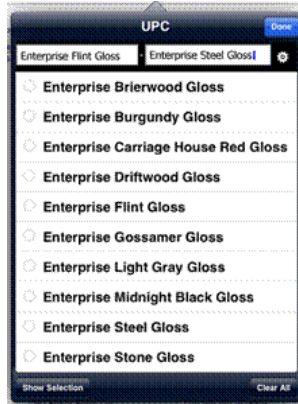 UPC Done
Enterprise Flint Gloss - Enterprise Steel Gloss
Enterprise Brierwood Gloss
Enterprise Burgundy Gloss
Enterprise Carriage House Red Gloss
Enterprise Driftwood Gloss
Enterprise Flint Gloss
Enterprise Gossamer Gloss
Enterprise Light Gray Gloss
Enterprise Midnight Black Gloss
Enterprise Steel Gloss
Enterprise Stone Gloss
Show Selection Clear All